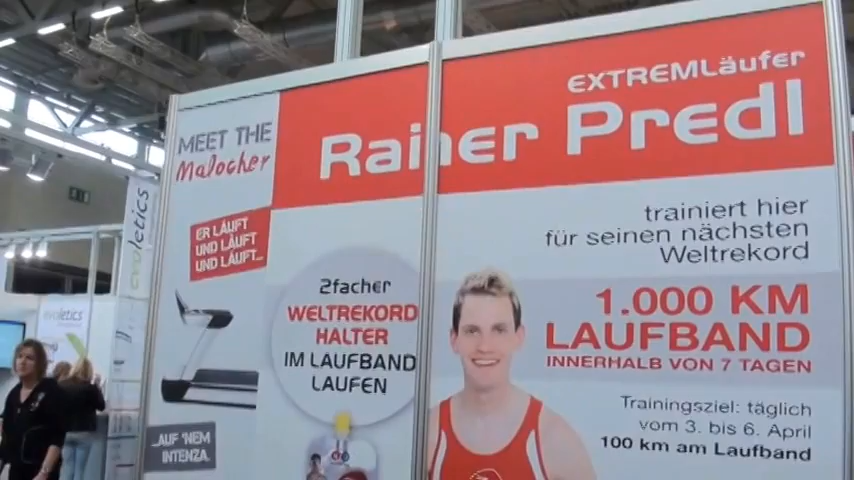 MEET THE
MaJocker
Rainer Predl
EXTREMläufer
ER LÄUFT
UND LÄUFT
UND LÄUFT...
2facher
WELTREKORD
HALTER
IM LAUFBAND
LAUFEN
...AUF 'NEM
INTENZA.
trainiert hier
für seinen nächsten
Weltrekord
1.000 KM
LAUFBAND
INNERHALB VON 7 TAGEN
Trainingsziel: täglich
vom 3. bis 6. April
100 km am Laufband
evoletics
evoletics